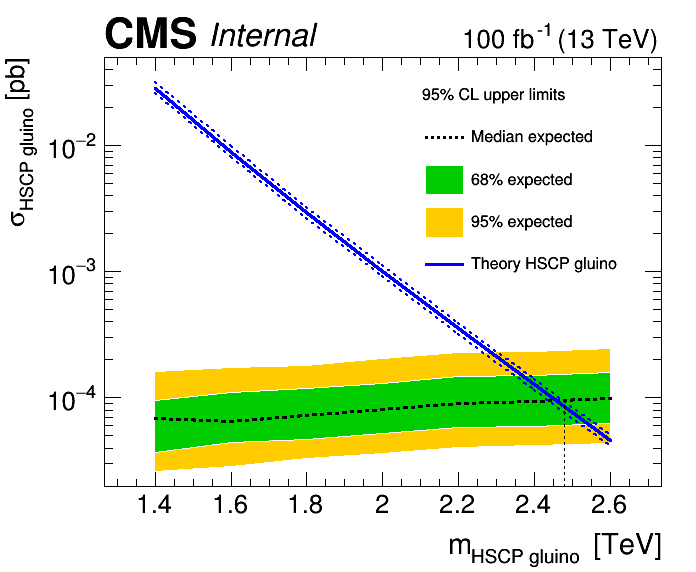 CMS Internal 100 fb⁻¹ (13 TeV)
σ_HSCP gluino [pb]
95% CL upper limits
Median expected
68% expected
95% expected
Theory HSCP gluino
10⁻²
10⁻³
10⁻⁴
1.4 1.6 1.8 2 2.2 2.4 2.6
m_HSCP gluino [TeV]